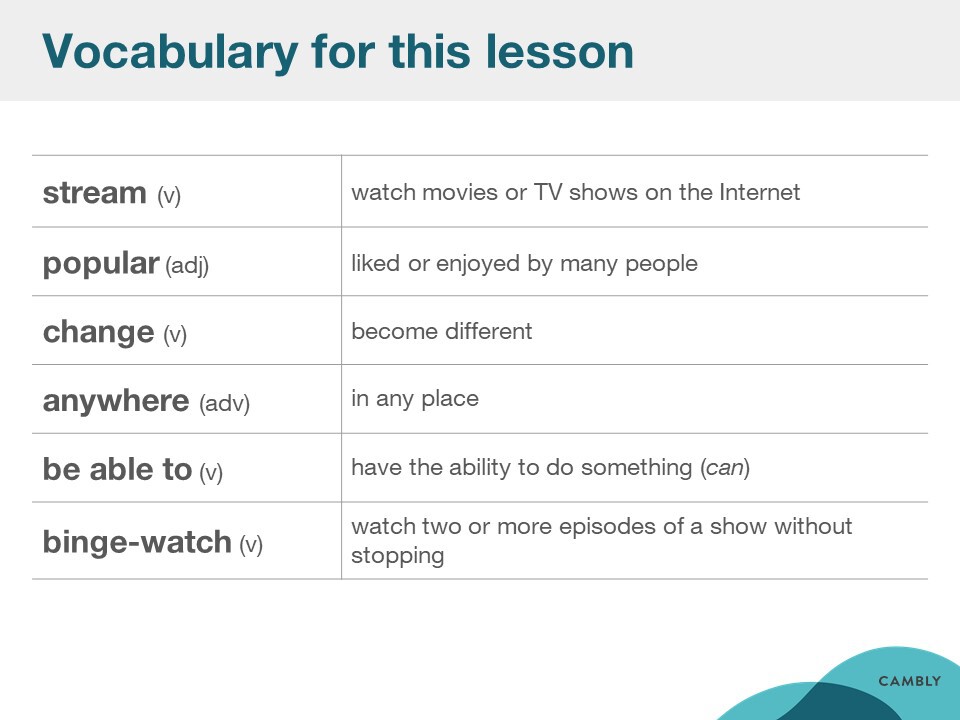 Vocabulary for this lesson
stream (v)
watch movies or TV shows on the Internet
popular (adj)
liked or enjoyed by many people
change (v)
become different
anywhere (adv)
in any place
be able to (v)
have the ability to do something (can)
binge-watch (v)
watch two or more episodes of a show without
stopping
CAMBLY